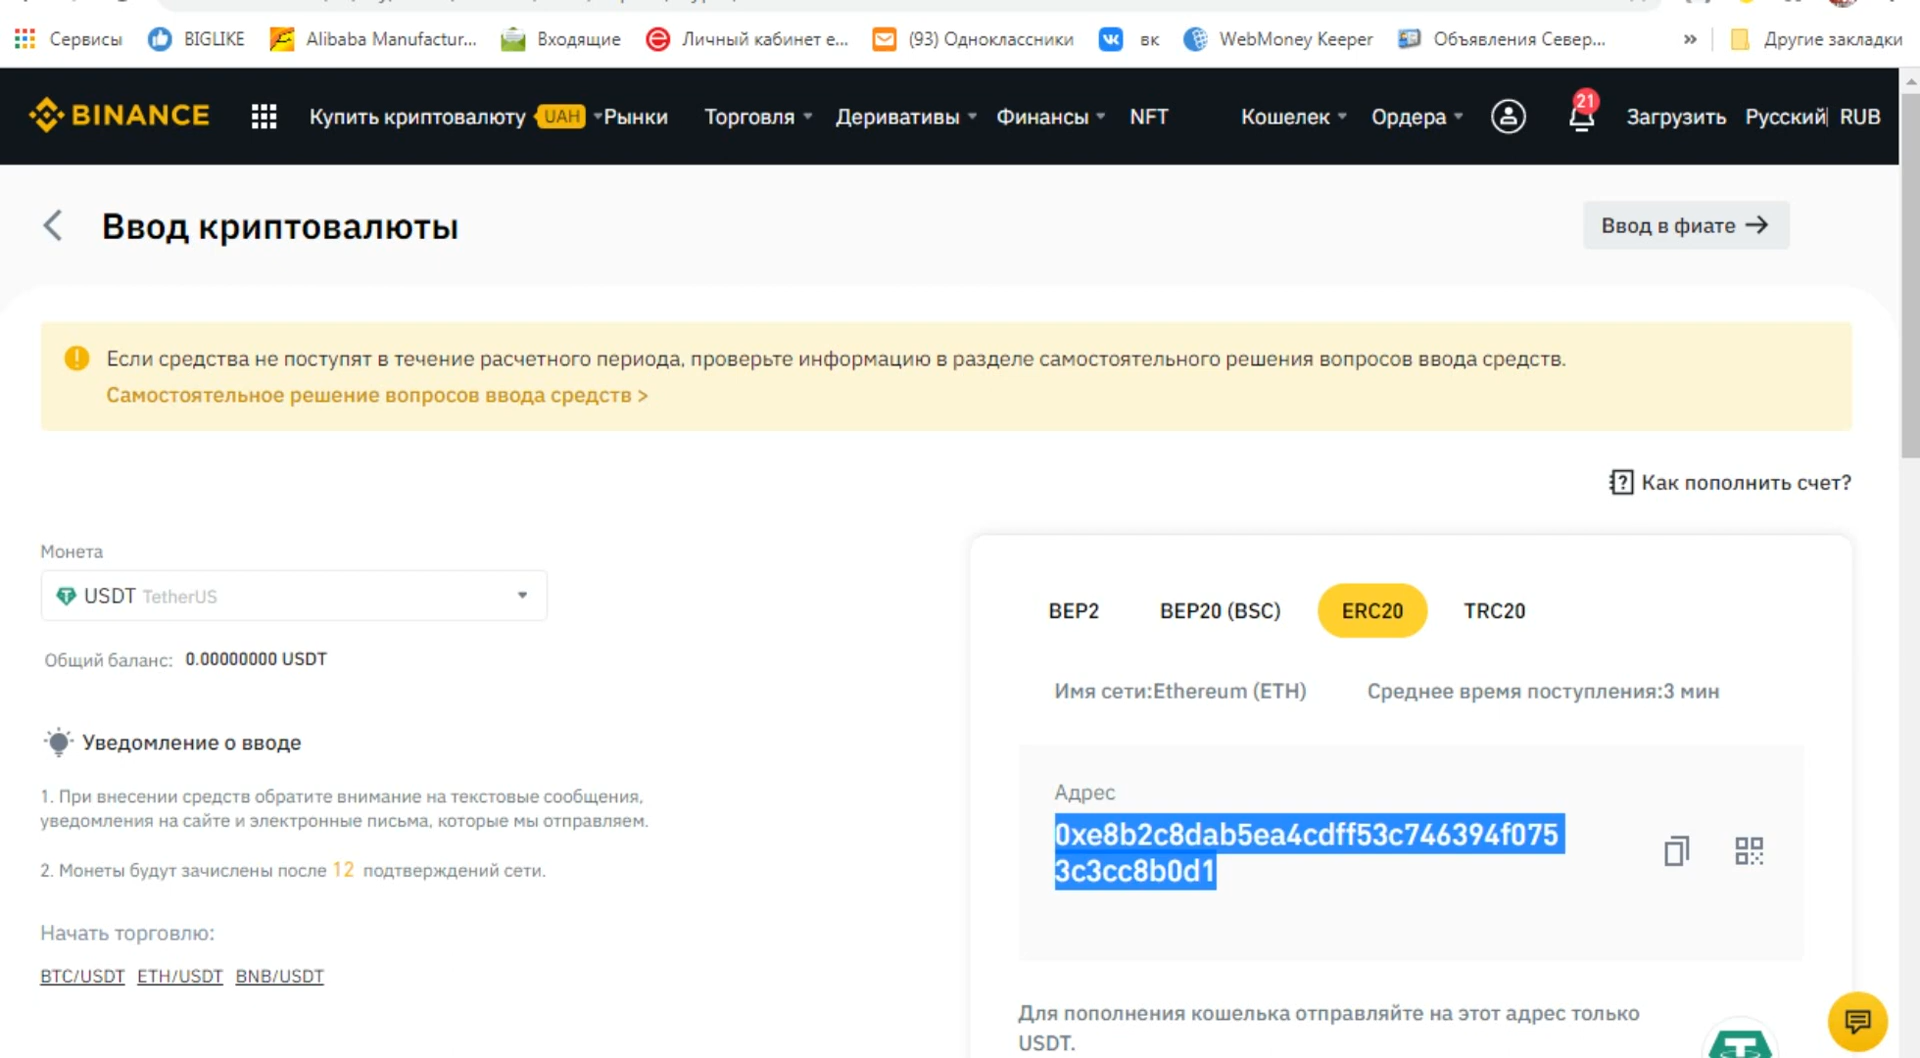 Сервисы BIGLIKE Alibaba Manufactur... Входящие Личный кабинет е... (93) Одноклассники вк WebMoney Keeper Объявления Север... » Другие закладки
BINANCE Купить криптовалюту UAH Рынки Торговля Деривативы Финансы NFT Кошелек Ордера 21 Загрузить Русский RUB
Ввод криптовалюты
Ввод в фиате →
Если средства не поступят в течение расчетного периода, проверьте информацию в разделе самостоятельного решения вопросов ввода средств.
Самостоятельное решение вопросов ввода средств >
Как пополнить счет?
Монета
USDT TetherUS
Общий баланс: 0.00000000 USDT
Уведомление о вводе
1. При внесении средств обратите внимание на текстовые сообщения,
уведомления на сайте и электронные письма, которые мы отправляем.
2. Монеты будут зачислены после 12 подтверждений сети.
Начать торговлю:
BTC/USDT ETH/USDT BNB/USDT
BEP2 BEP20 (BSC) ERC20 TRC20
Имя сети:Ethereum (ETH) Среднее время поступления:3 мин
Адрес
0xe8b2c8dab5ea4cdff53c746394f075
3c3cc8b0d1
Для пополнения кошелька отправляйте на этот адрес только
USDT.